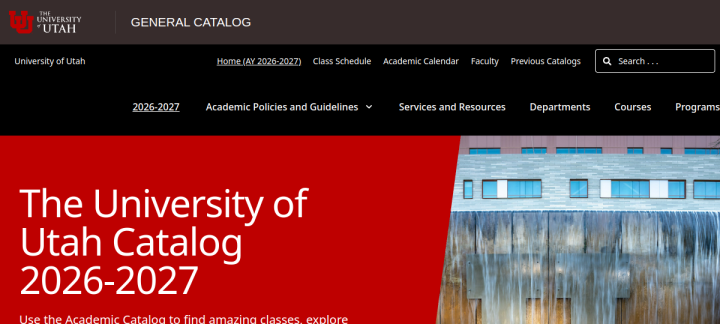 THE
UNIVERSITY
OF UTAH
GENERAL CATALOG
University of Utah
Home (AY 2026-2027) Class Schedule Academic Calendar Faculty Previous Catalogs Search . . .
2026-2027 Academic Policies and Guidelines Services and Resources Departments Courses Programs
The University of
Utah Catalog
2026-2027
Use the Academic Catalog to find amazing classes, explore